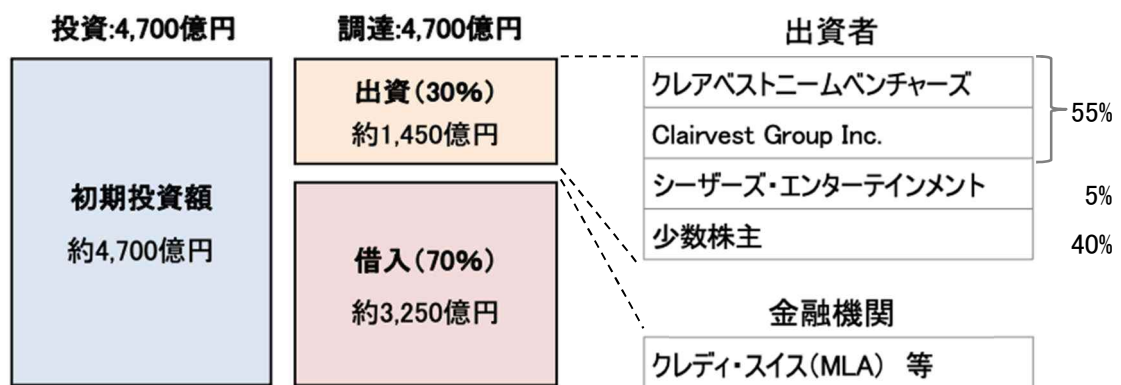 投資:4,700億円
初期投資額
約4,700億円
調達:4,700億円
出資(30%)
約1,450億円
借入(70%)
約3,250億円
出資者
クレアベストニームベンチャーズ
Clairvest Group Inc.
55%
シーザーズ・エンターテインメント
5%
少数株主
40%
金融機関
クレディ・スイス(MLA) 等